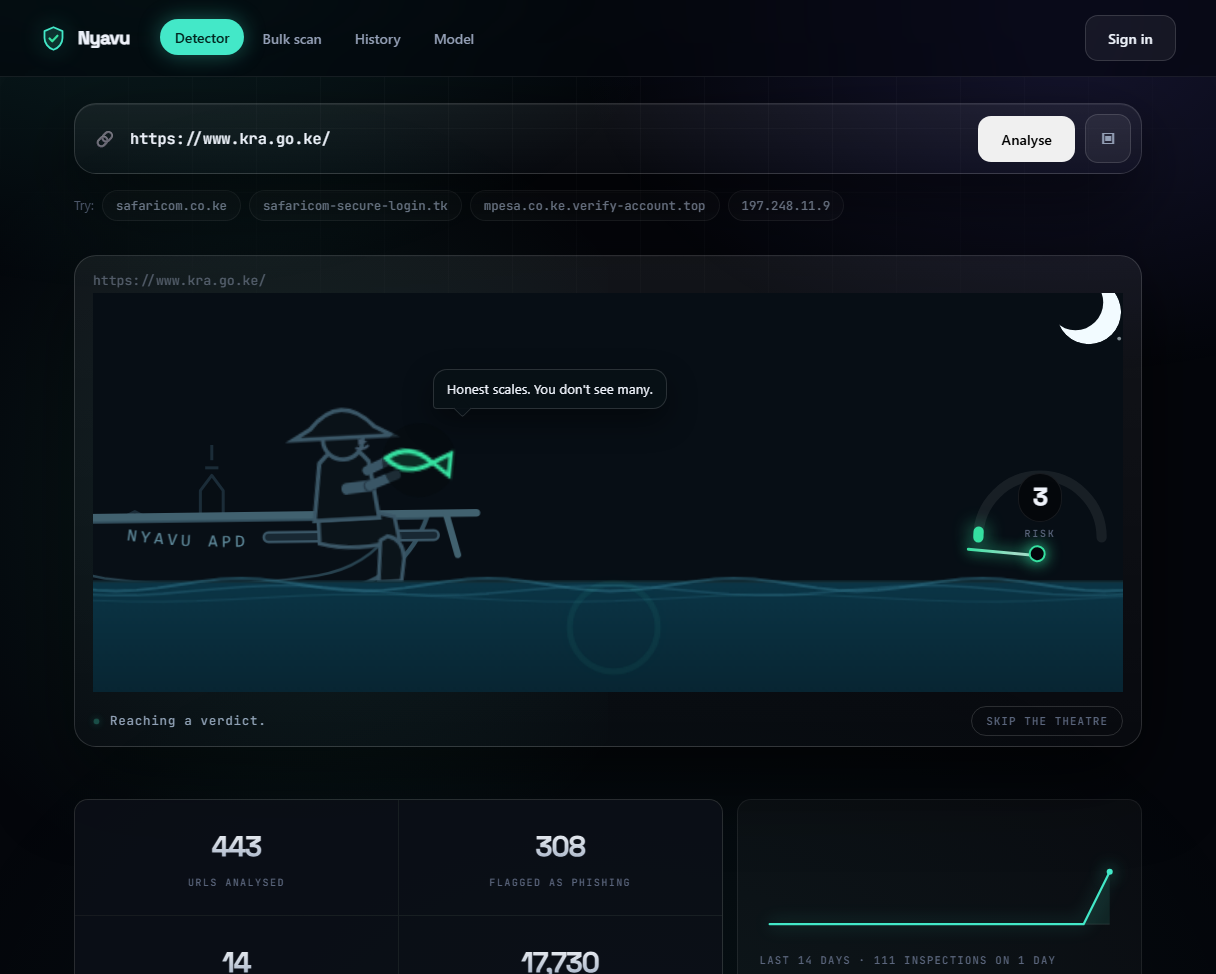 Nyavu
Detector
Bulk scan
History
Model
Sign in
https://www.kra.go.ke/
Analyse
Try:
safaricom.co.ke
safaricom-secure-login.tk
mpesa.co.ke.verify-account.top
197.248.11.9
https://www.kra.go.ke/
Honest scales. You don't see many.
3
RISK
NYAVU APD
Reaching a verdict.
SKIP THE THEATRE
443
URLS ANALYSED
308
FLAGGED AS PHISHING
14
17,730
LAST 14 DAYS · 111 INSPECTIONS ON 1 DAY